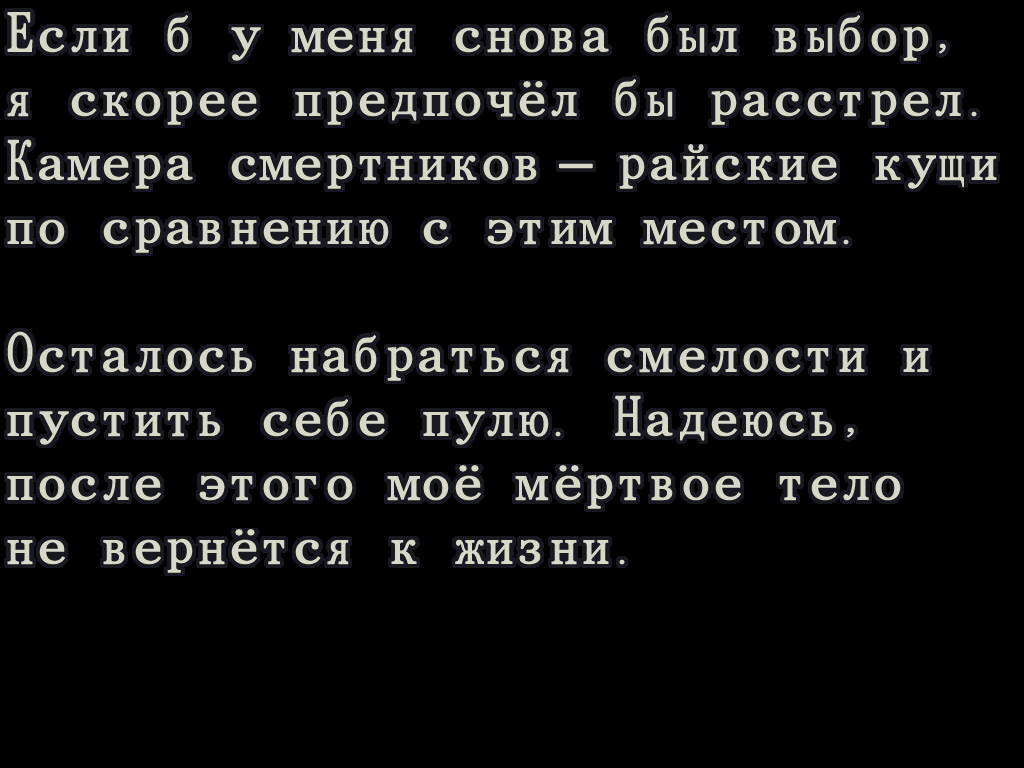 Если б у меня снова был выбор,
я скорее предпочёл бы расстрел.
Камера смертников — райские кущи
по сравнению с этим местом.
Осталось набраться смелости и
пустить себе пулю. Надеюсь,
после этого моё мёртвое тело
не вернётся к жизни.